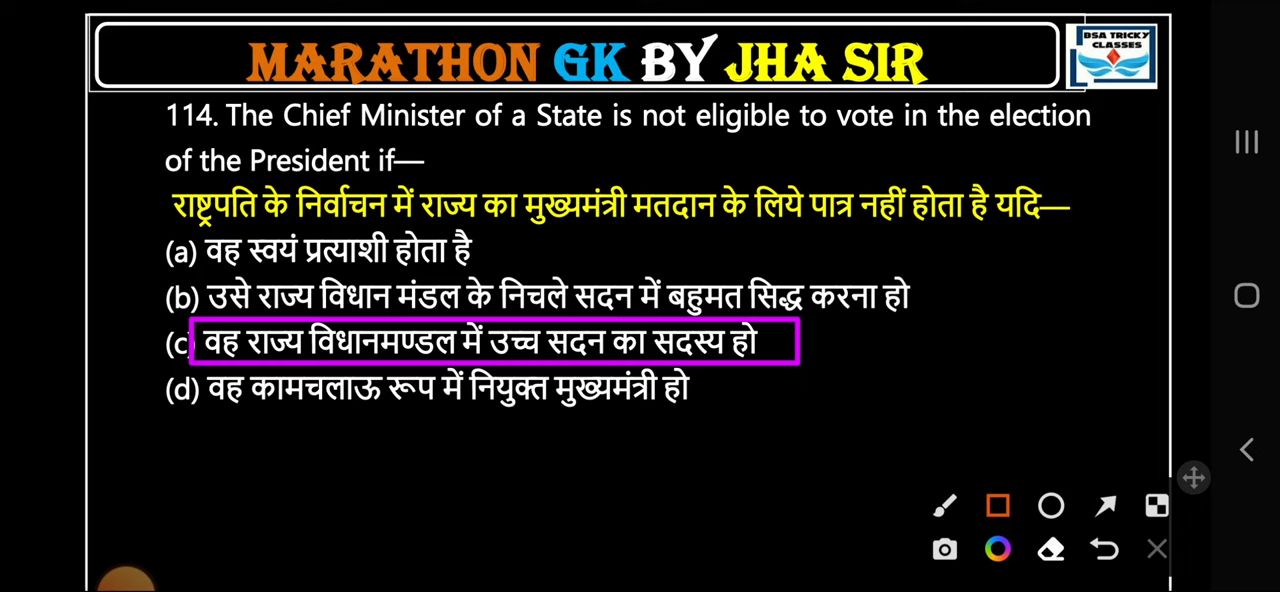 MARATHON GK BY JHA SIR
DSA TRICKY
CLASSES
114. The Chief Minister of a State is not eligible to vote in the election
of the President if—
राष्ट्रपति के निर्वाचन में राज्य का मुख्यमंत्री मतदान के लिये पात्र नहीं होता है यदि—
(a) वह स्वयं प्रत्याशी होता है
(b) उसे राज्य विधान मंडल के निचले सदन में बहुमत सिद्ध करना हो
(c) वह राज्य विधानमण्डल में उच्च सदन का सदस्य हो
(d) वह कामचलाऊ रूप में नियुक्त मुख्यमंत्री हो